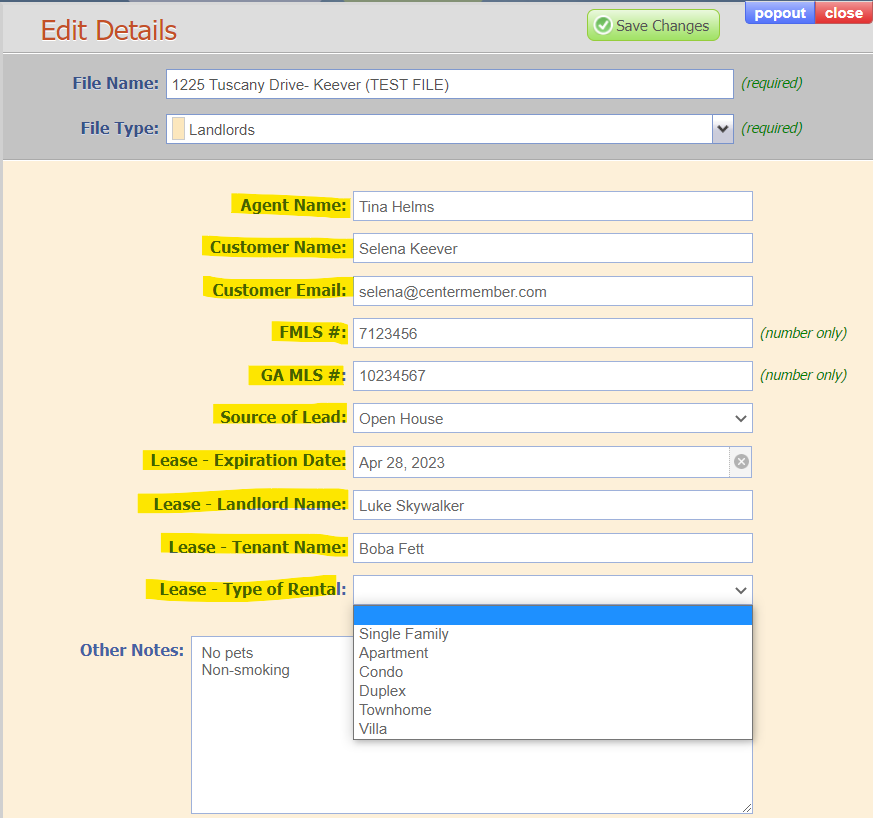 popout close
Edit Details Save Changes
File Name: 1225 Tuscany Drive- Keever (TEST FILE) (required)
File Type: Landlords (required)
Agent Name: Tina Helms
Customer Name: Selena Keever
Customer Email: selena@centermember.com
FMLS #: 7123456 (number only)
GA MLS #: 10234567 (number only)
Source of Lead: Open House
Lease - Expiration Date: Apr 28, 2023
Lease - Landlord Name: Luke Skywalker
Lease - Tenant Name: Boba Fett
Lease - Type of Rental:
Single Family
Apartment
Condo
Duplex
Townhome
Villa
Other Notes: No pets
Non-smoking